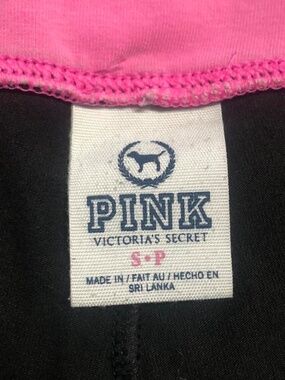 PINK
VICTORIA'S SECRET
S•P
MADE IN / FAIT AU / HECHO EN
SRI LANKA